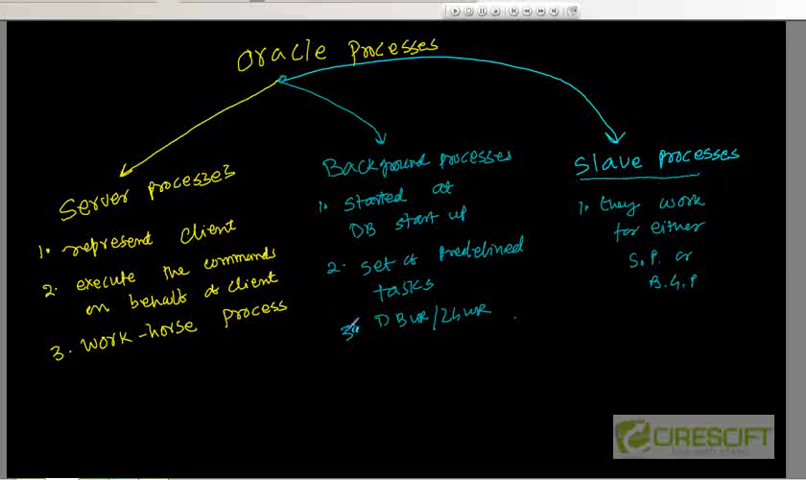 Oracle Processes
Server processes
1. represent client
2. execute the commands
on behalf of client
3. work-horse process
Background processes
1. started at
DB start up
2. set of predefined
tasks
3. DBWR/LGWR
Slave processes
1. they work
for either
S.P. or
B.G.P
CIRESCIFT